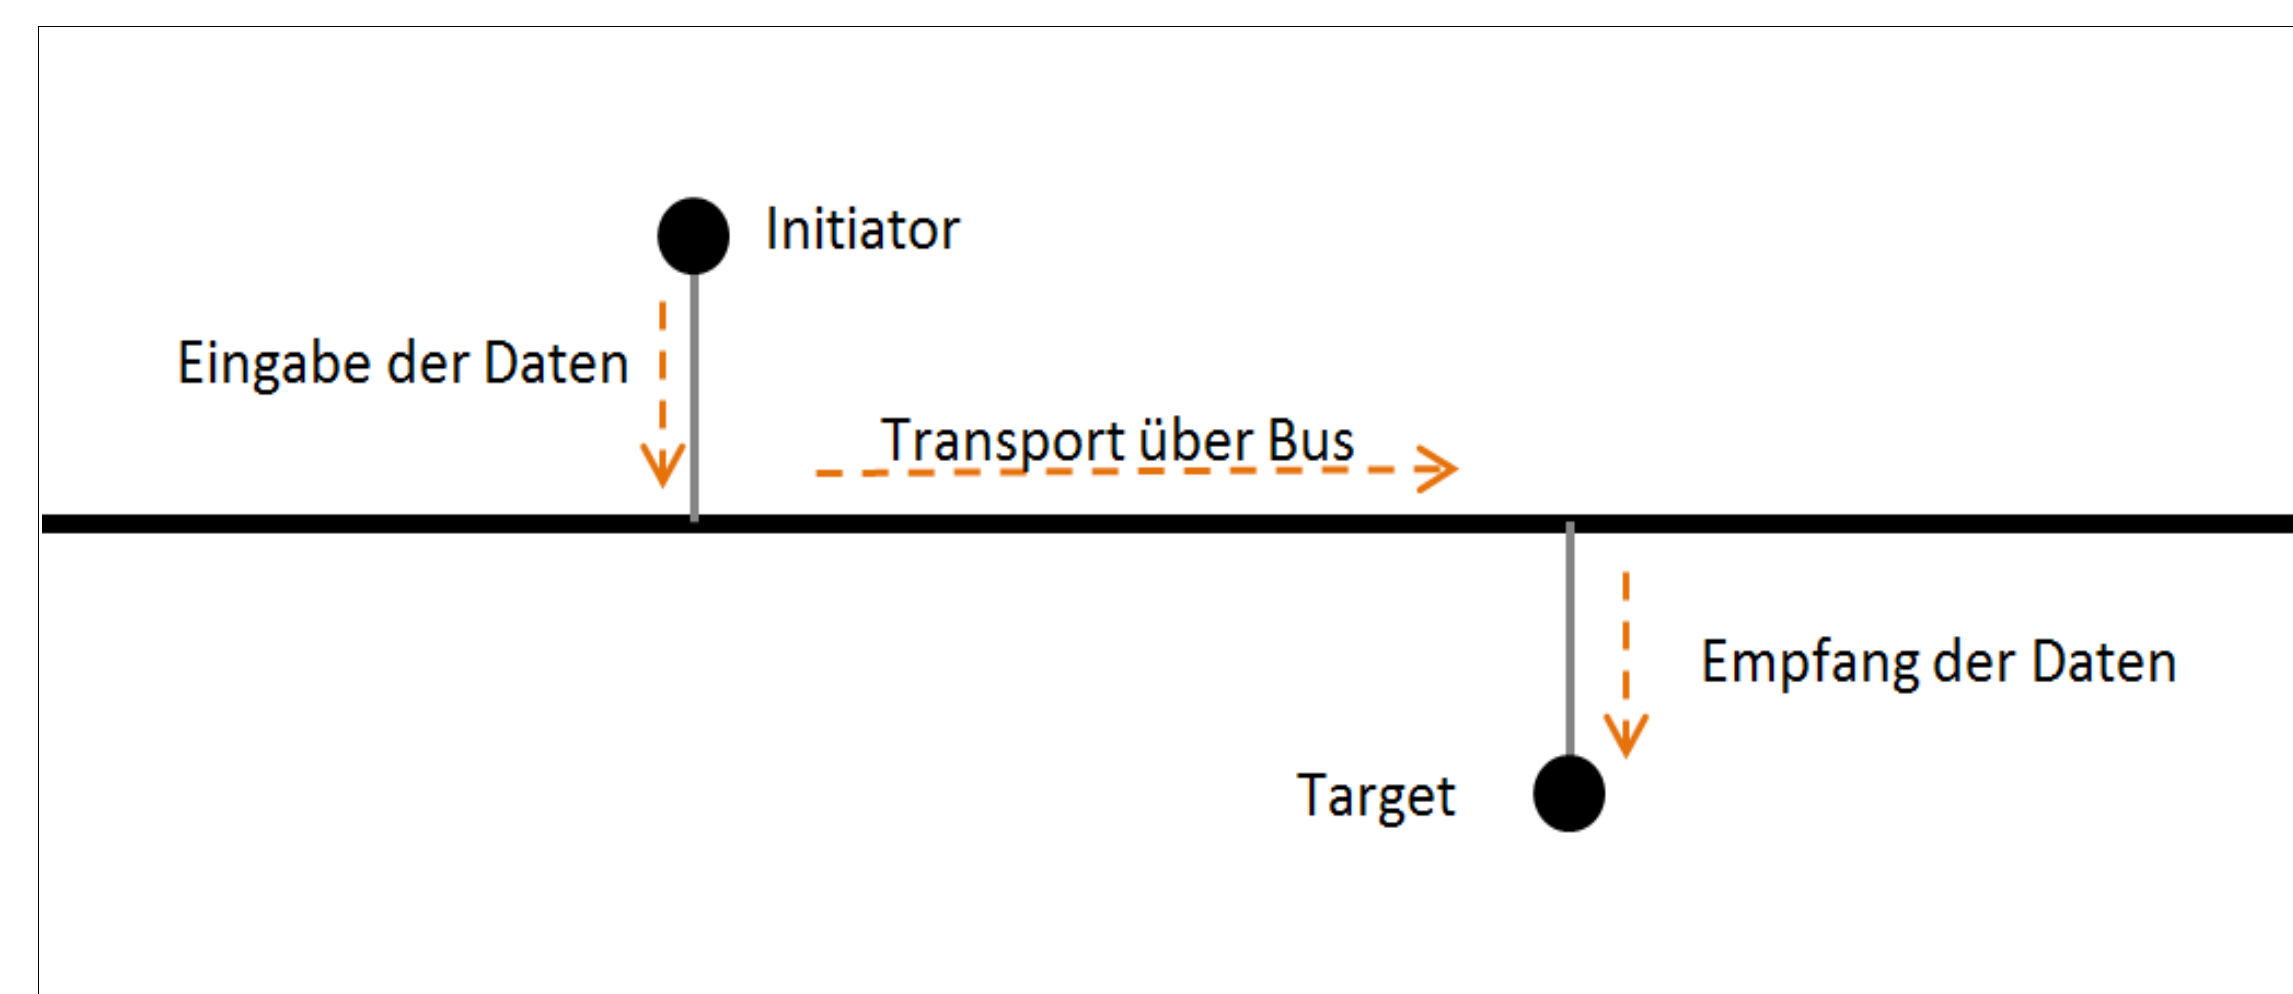 Initiator
Eingabe der Daten
Transport über Bus
Empfang der Daten
Target